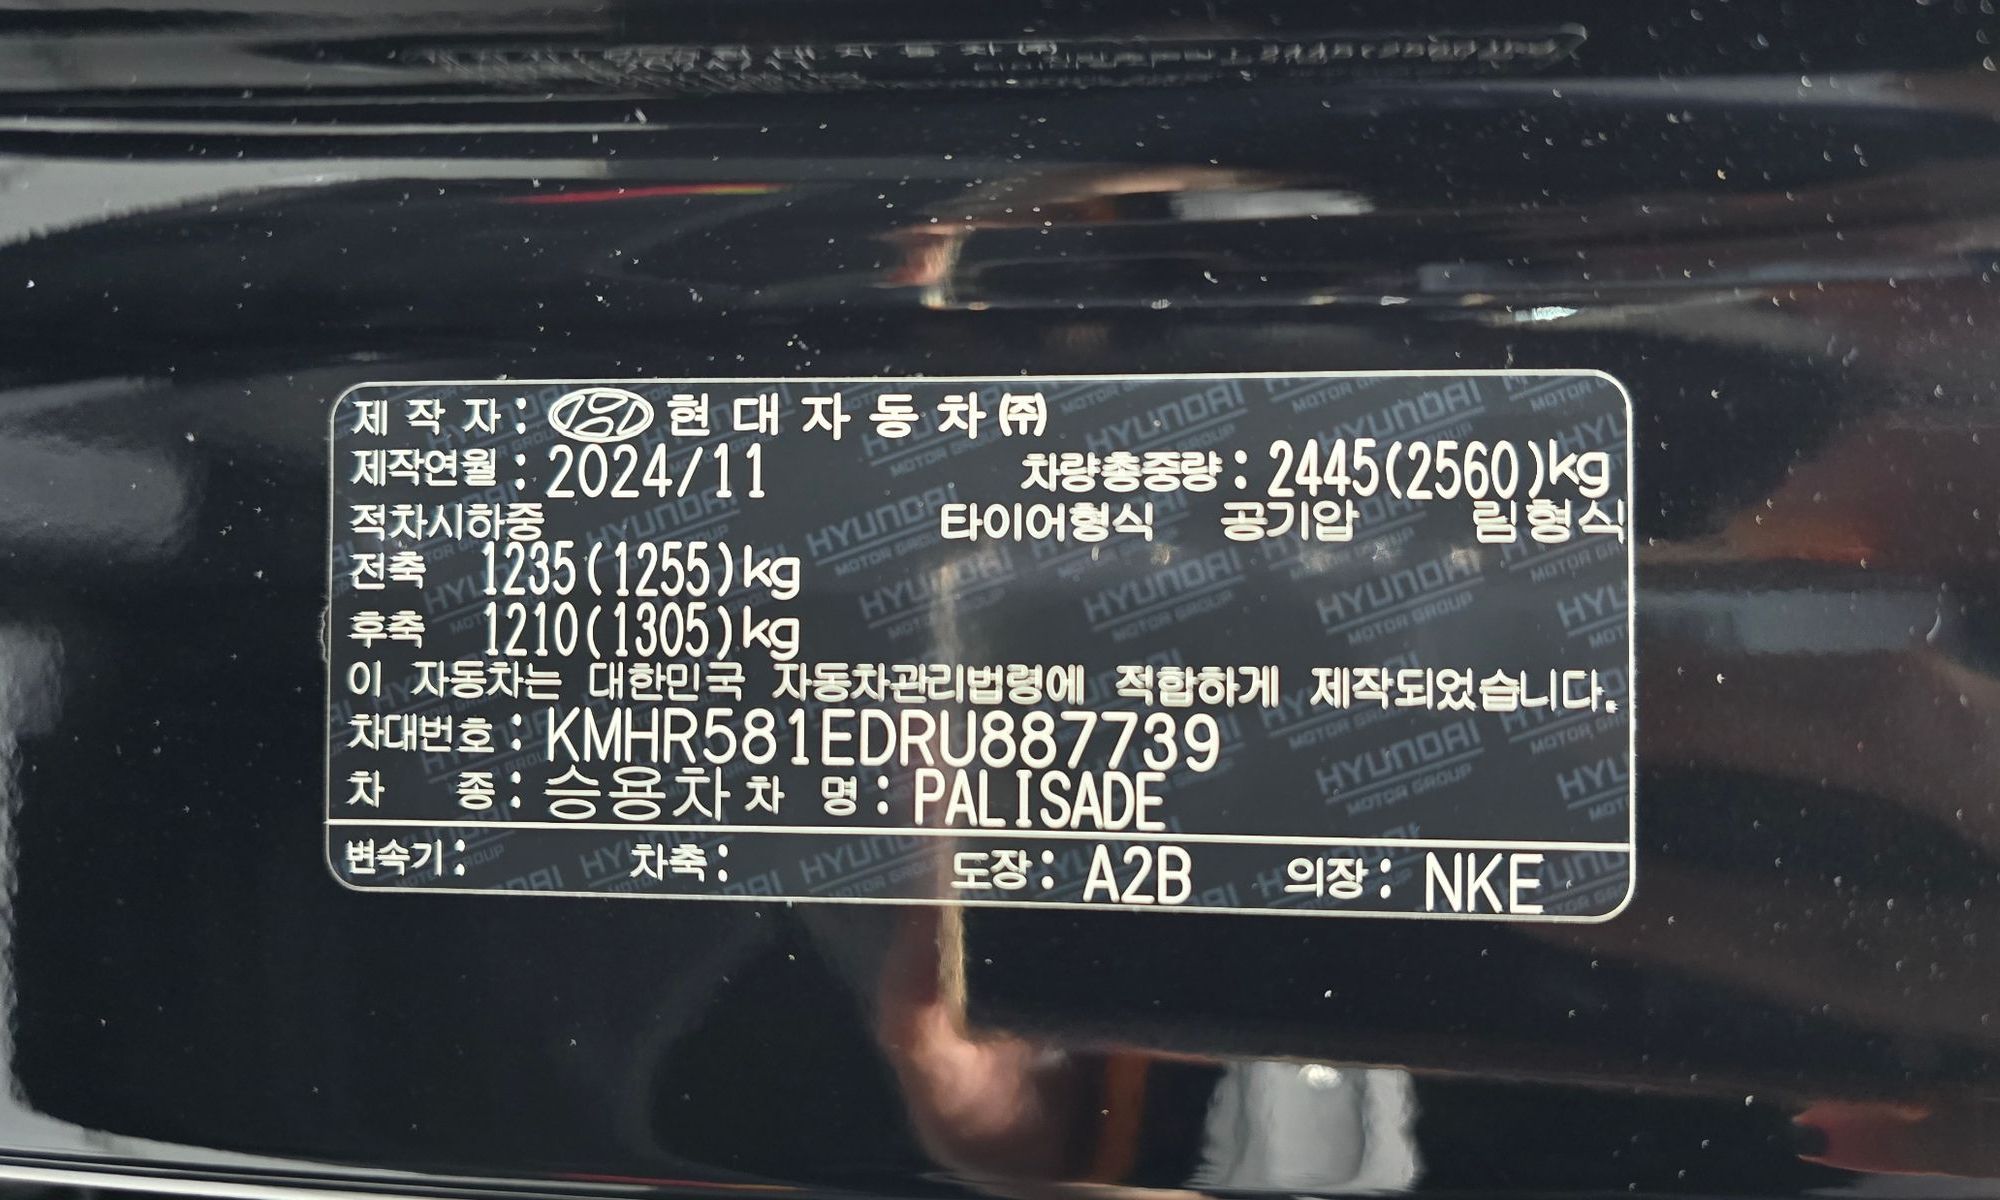 제 작 자 : 현 대 자 동 차 ㈜
제작연월 : 2024/11 차량총중량 : 2445(2560)kg
적차시하중 타이어형식 공기압 림형식
전축 1235(1255)kg
후축 1210(1305)kg
이 자동차는 대한민국 자동차관리법령에 적합하게 제작되었습니다.
차대번호 : KMHR581EDRU887739
차 종 : 승용차 차 명 : PALISADE
변속기 : 차축 : 도장 : A2B 의장 : NKE
HYUNDAI
MOTOR GROUP